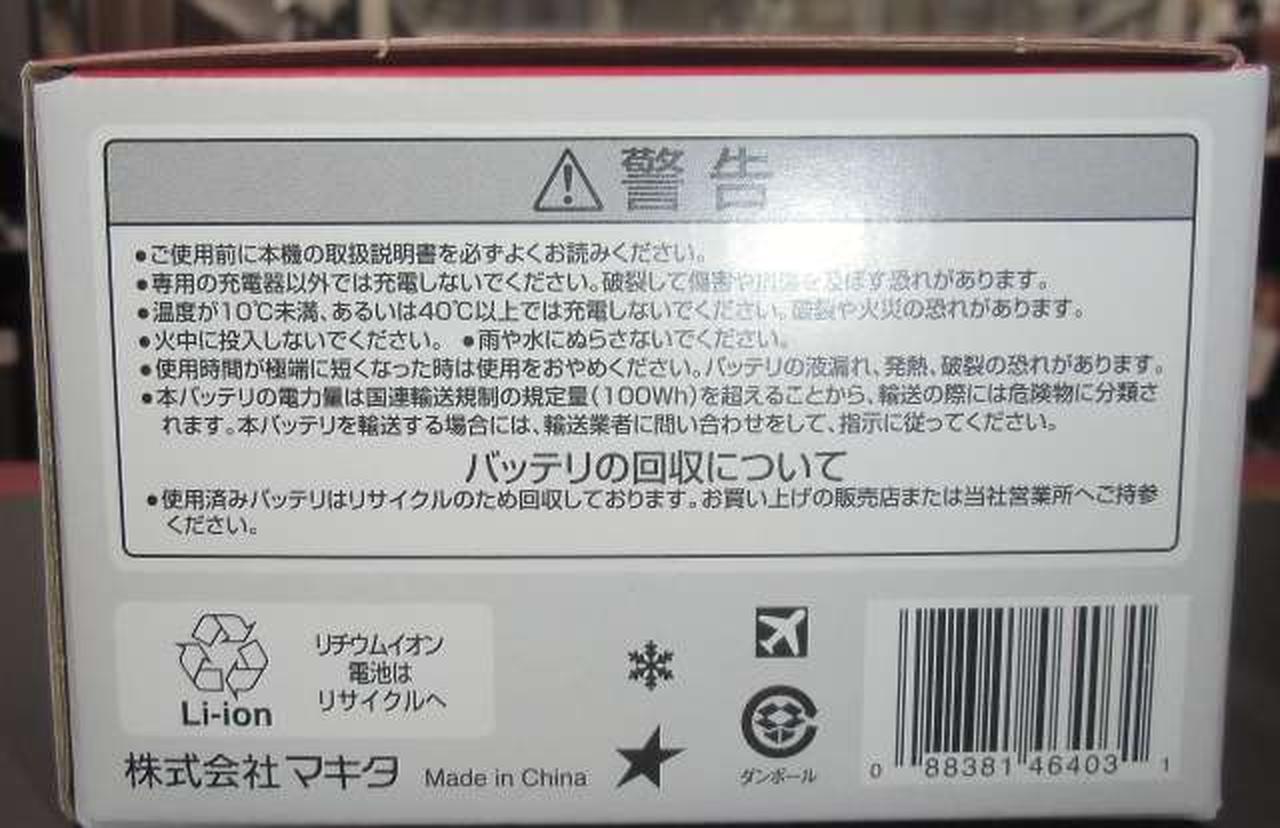 警告
●ご使用前に本機の取扱説明書を必ずよくお読みください。
●専用の充電器以外では充電しないでください。破裂して傷害や損傷を及ぼす恐れがあります。
●温度が10℃未満、あるいは40℃以上では充電しないでください。破裂や火災の恐れがあります。
●火中に投入しないでください。 ●雨や水にぬらさないでください。
●使用時間が極端に短くなった時は使用をおやめください。バッテリの液漏れ、発熱、破裂の恐れがあります。
●本バッテリの電力量は国連輸送規制の規定量(100Wh)を超えることから、輸送の際には危険物に分類さ
れます。本バッテリを輸送する場合には、輸送業者に問い合わせをして、指示に従ってください。
バッテリの回収について
●使用済みバッテリはリサイクルのため回収しております。お買い上げの販売店または当社営業所へご持参
ください。
リチウムイオン
電池は
リサイクルへ
Li-ion
株式会社マキタ Made in China
ダンボール
0 88381 46403 1